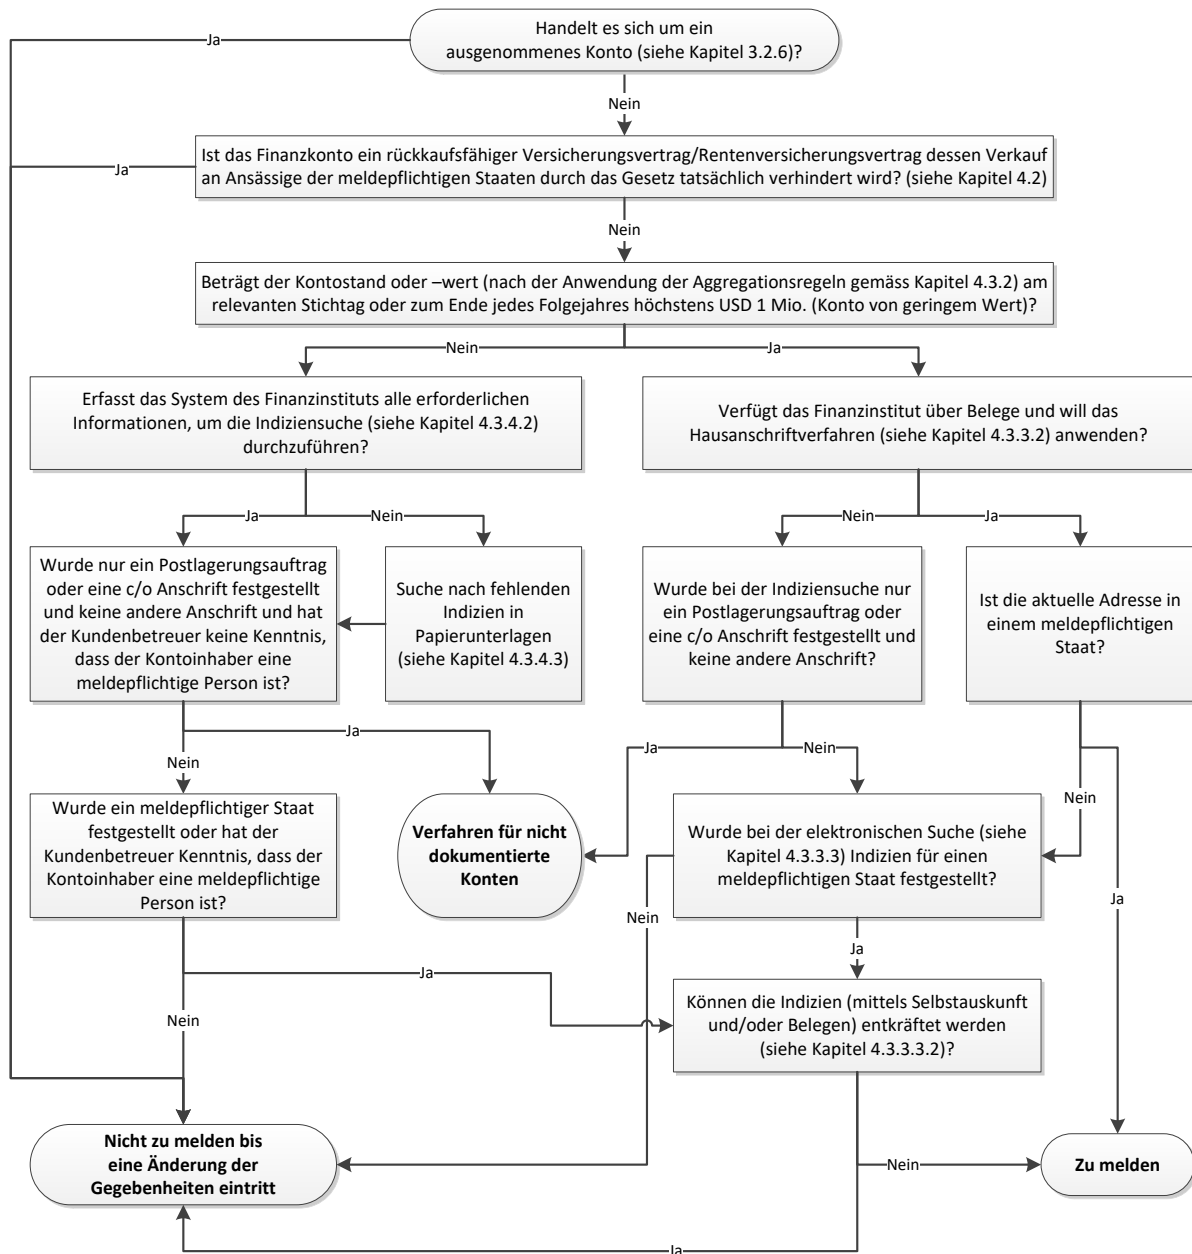 Handelt es sich um ein
ausgenommenes Konto (siehe Kapitel 3.2.6)?
Ja
Nein
Ist das Finanzkonto ein rückkaufsfähiger Versicherungsvertrag/Rentenversicherungsvertrag dessen Verkauf
an Ansässige der meldepflichtigen Staaten durch das Gesetz tatsächlich verhindert wird? (siehe Kapitel 4.2)
Ja
Nein
Beträgt der Kontostand oder –wert (nach der Anwendung der Aggregationsregeln gemäss Kapitel 4.3.2) am
relevanten Stichtag oder zum Ende jedes Folgejahres höchstens USD 1 Mio. (Konto von geringem Wert)?
Nein
Ja
Erfasst das System des Finanzinstituts alle erforderlichen
Informationen, um die Indiziensuche (siehe Kapitel 4.3.4.2)
durchzuführen?
Verfügt das Finanzinstitut über Belege und will das
Hausanschriftverfahren (siehe Kapitel 4.3.3.2) anwenden?
Ja
Nein
Nein
Ja
Wurde nur ein Postlagerungsauftrag
oder eine c/o Anschrift festgestellt
und keine andere Anschrift und hat
der Kundenbetreuer keine Kenntnis,
dass der Kontoinhaber eine
meldepflichtige Person ist?
Suche nach fehlenden
Indizien in
Papierunterlagen
(siehe Kapitel 4.3.4.3)
Wurde bei der Indiziensuche nur
ein Postlagerungsauftrag oder
eine c/o Anschrift festgestellt und
keine andere Anschrift?
Ist die aktuelle Adresse in
einem meldepflichtigen
Staat?
Ja
Nein
Ja
Nein
Nein
Ja
Wurde ein meldepflichtiger Staat
festgestellt oder hat der
Kundenbetreuer Kenntnis, dass der
Kontoinhaber eine meldepflichtige
Person ist?
Verfahren für nicht
dokumentierte
Konten
Wurde bei der elektronischen Suche (siehe
Kapitel 4.3.3.3) Indizien für einen
meldepflichtigen Staat festgestellt?
Nein
Ja
Ja
Nein
Können die Indizien (mittels Selbstauskunft
und/oder Belegen) entkräftet werden
(siehe Kapitel 4.3.3.3.2)?
Nicht zu melden bis
eine Änderung der
Gegebenheiten eintritt
Nein
Zu melden
Ja